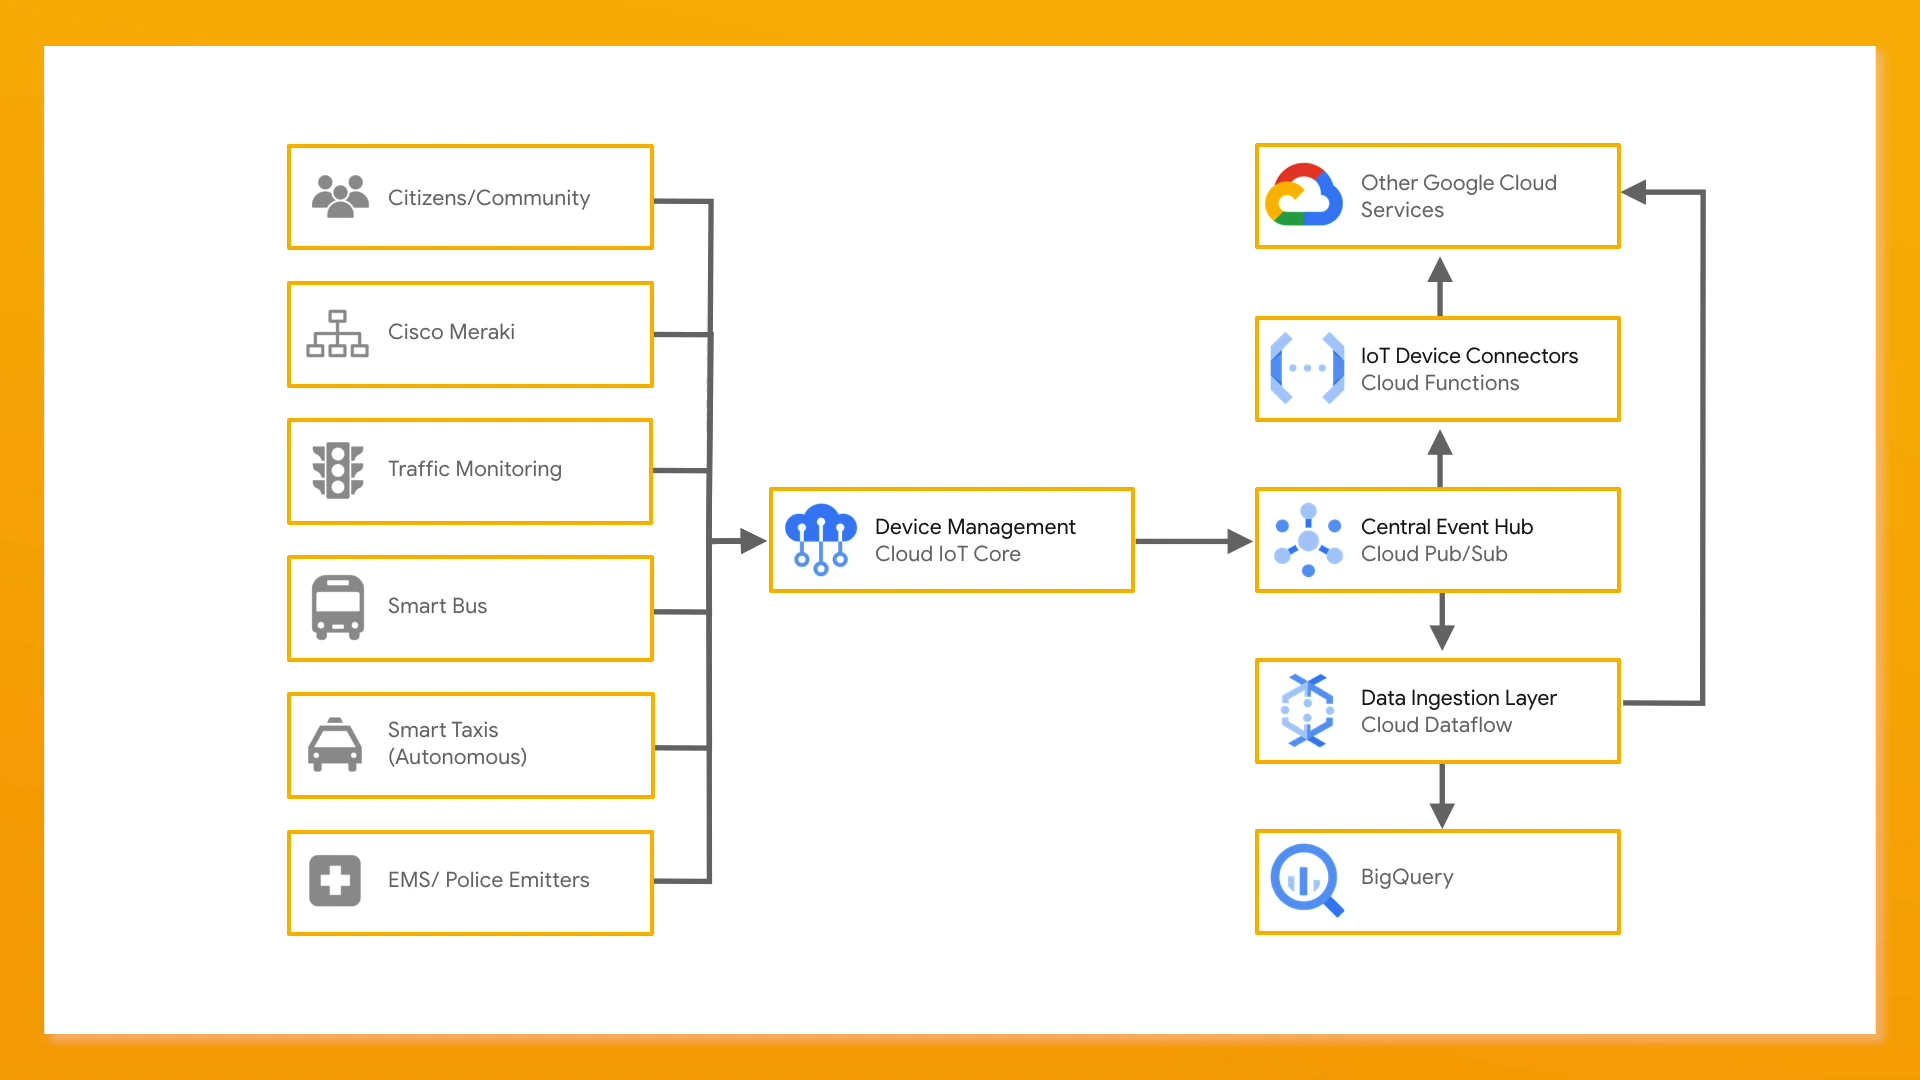 Citizens/Community
Cisco Meraki
Traffic Monitoring
Smart Bus
Smart Taxis
(Autonomous)
EMS/ Police Emitters
Device Management
Cloud IoT Core
Other Google Cloud
Services
IoT Device Connectors
Cloud Functions
Central Event Hub
Cloud Pub/Sub
Data Ingestion Layer
Cloud Dataflow
BigQuery